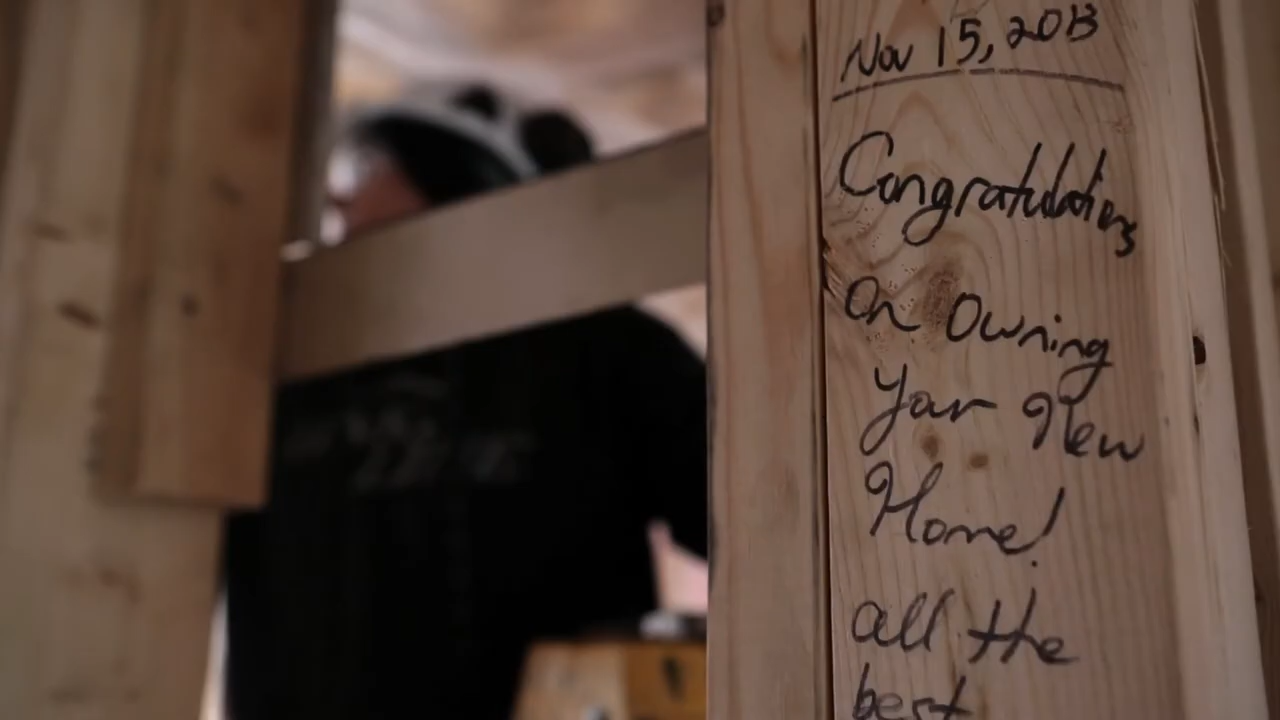 Nov 15, 2013
Congratulations
On Owning
Your New
Home!
all the
best